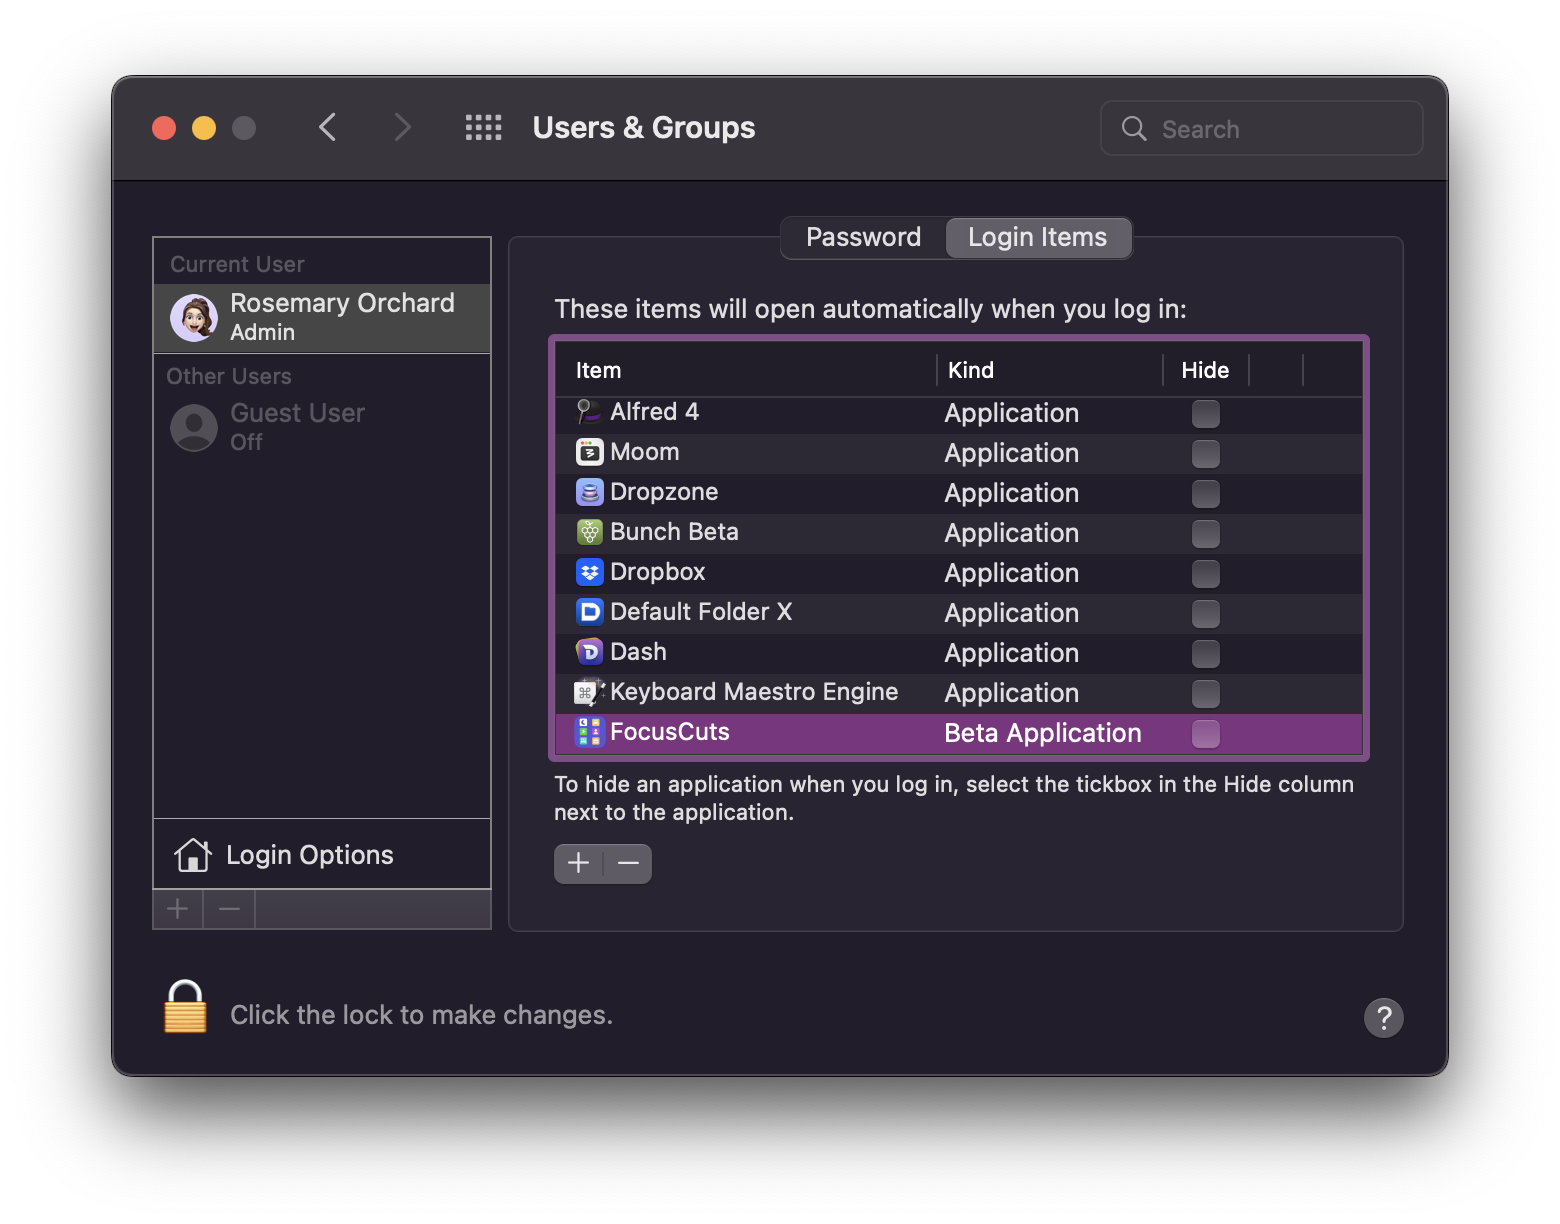 Users & Groups
Search
Current User
Rosemary Orchard
Admin
Other Users
Guest User
Off
Login Options
Password
Login Items
These items will open automatically when you log in:
Item Kind Hide
Alfred 4 Application
Moom Application
Dropzone Application
Bunch Beta Application
Dropbox Application
Default Folder X Application
Dash Application
Keyboard Maestro Engine Application
FocusCuts Beta Application
To hide an application when you log in, select the tickbox in the Hide column
next to the application.
Click the lock to make changes.
?